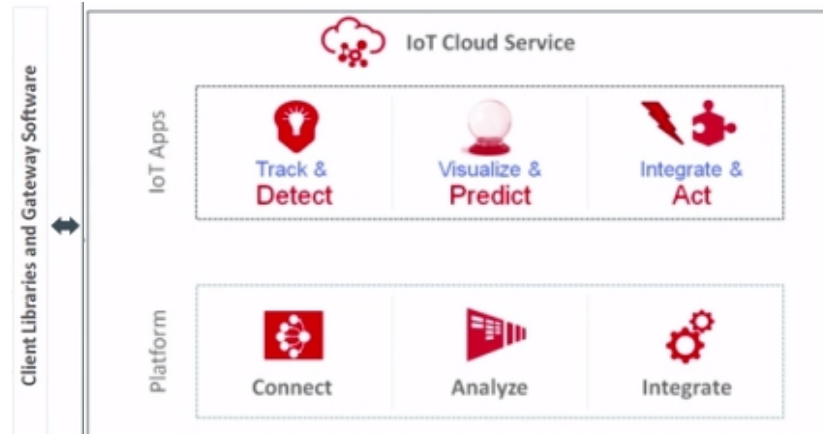 Client Libraries and Gateway Software
IoT Cloud Service
IoT Apps
Track &
Detect
Visualize &
Predict
Integrate &
Act
Platform
Connect
Analyze
Integrate